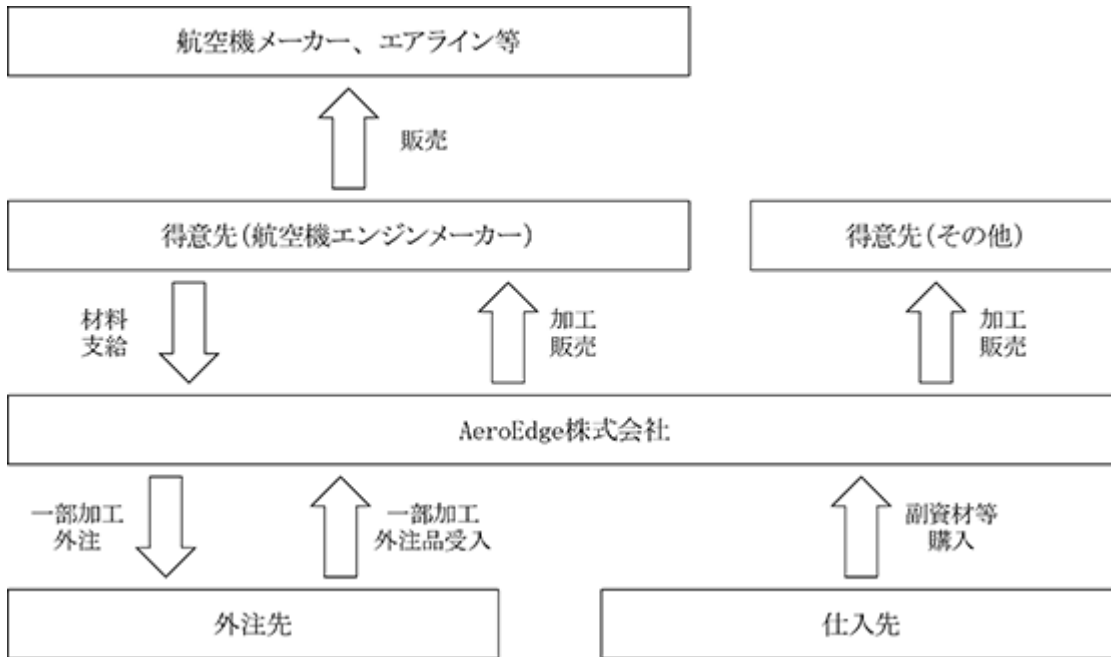 航空機メーカー、エアライン等
販売
得意先(航空機エンジンメーカー)
得意先(その他)
材料
支給
加工
販売
加工
販売
AeroEdge株式会社
一部加工
外注
一部加工
外注品受入
副資材等
購入
外注先
仕入先